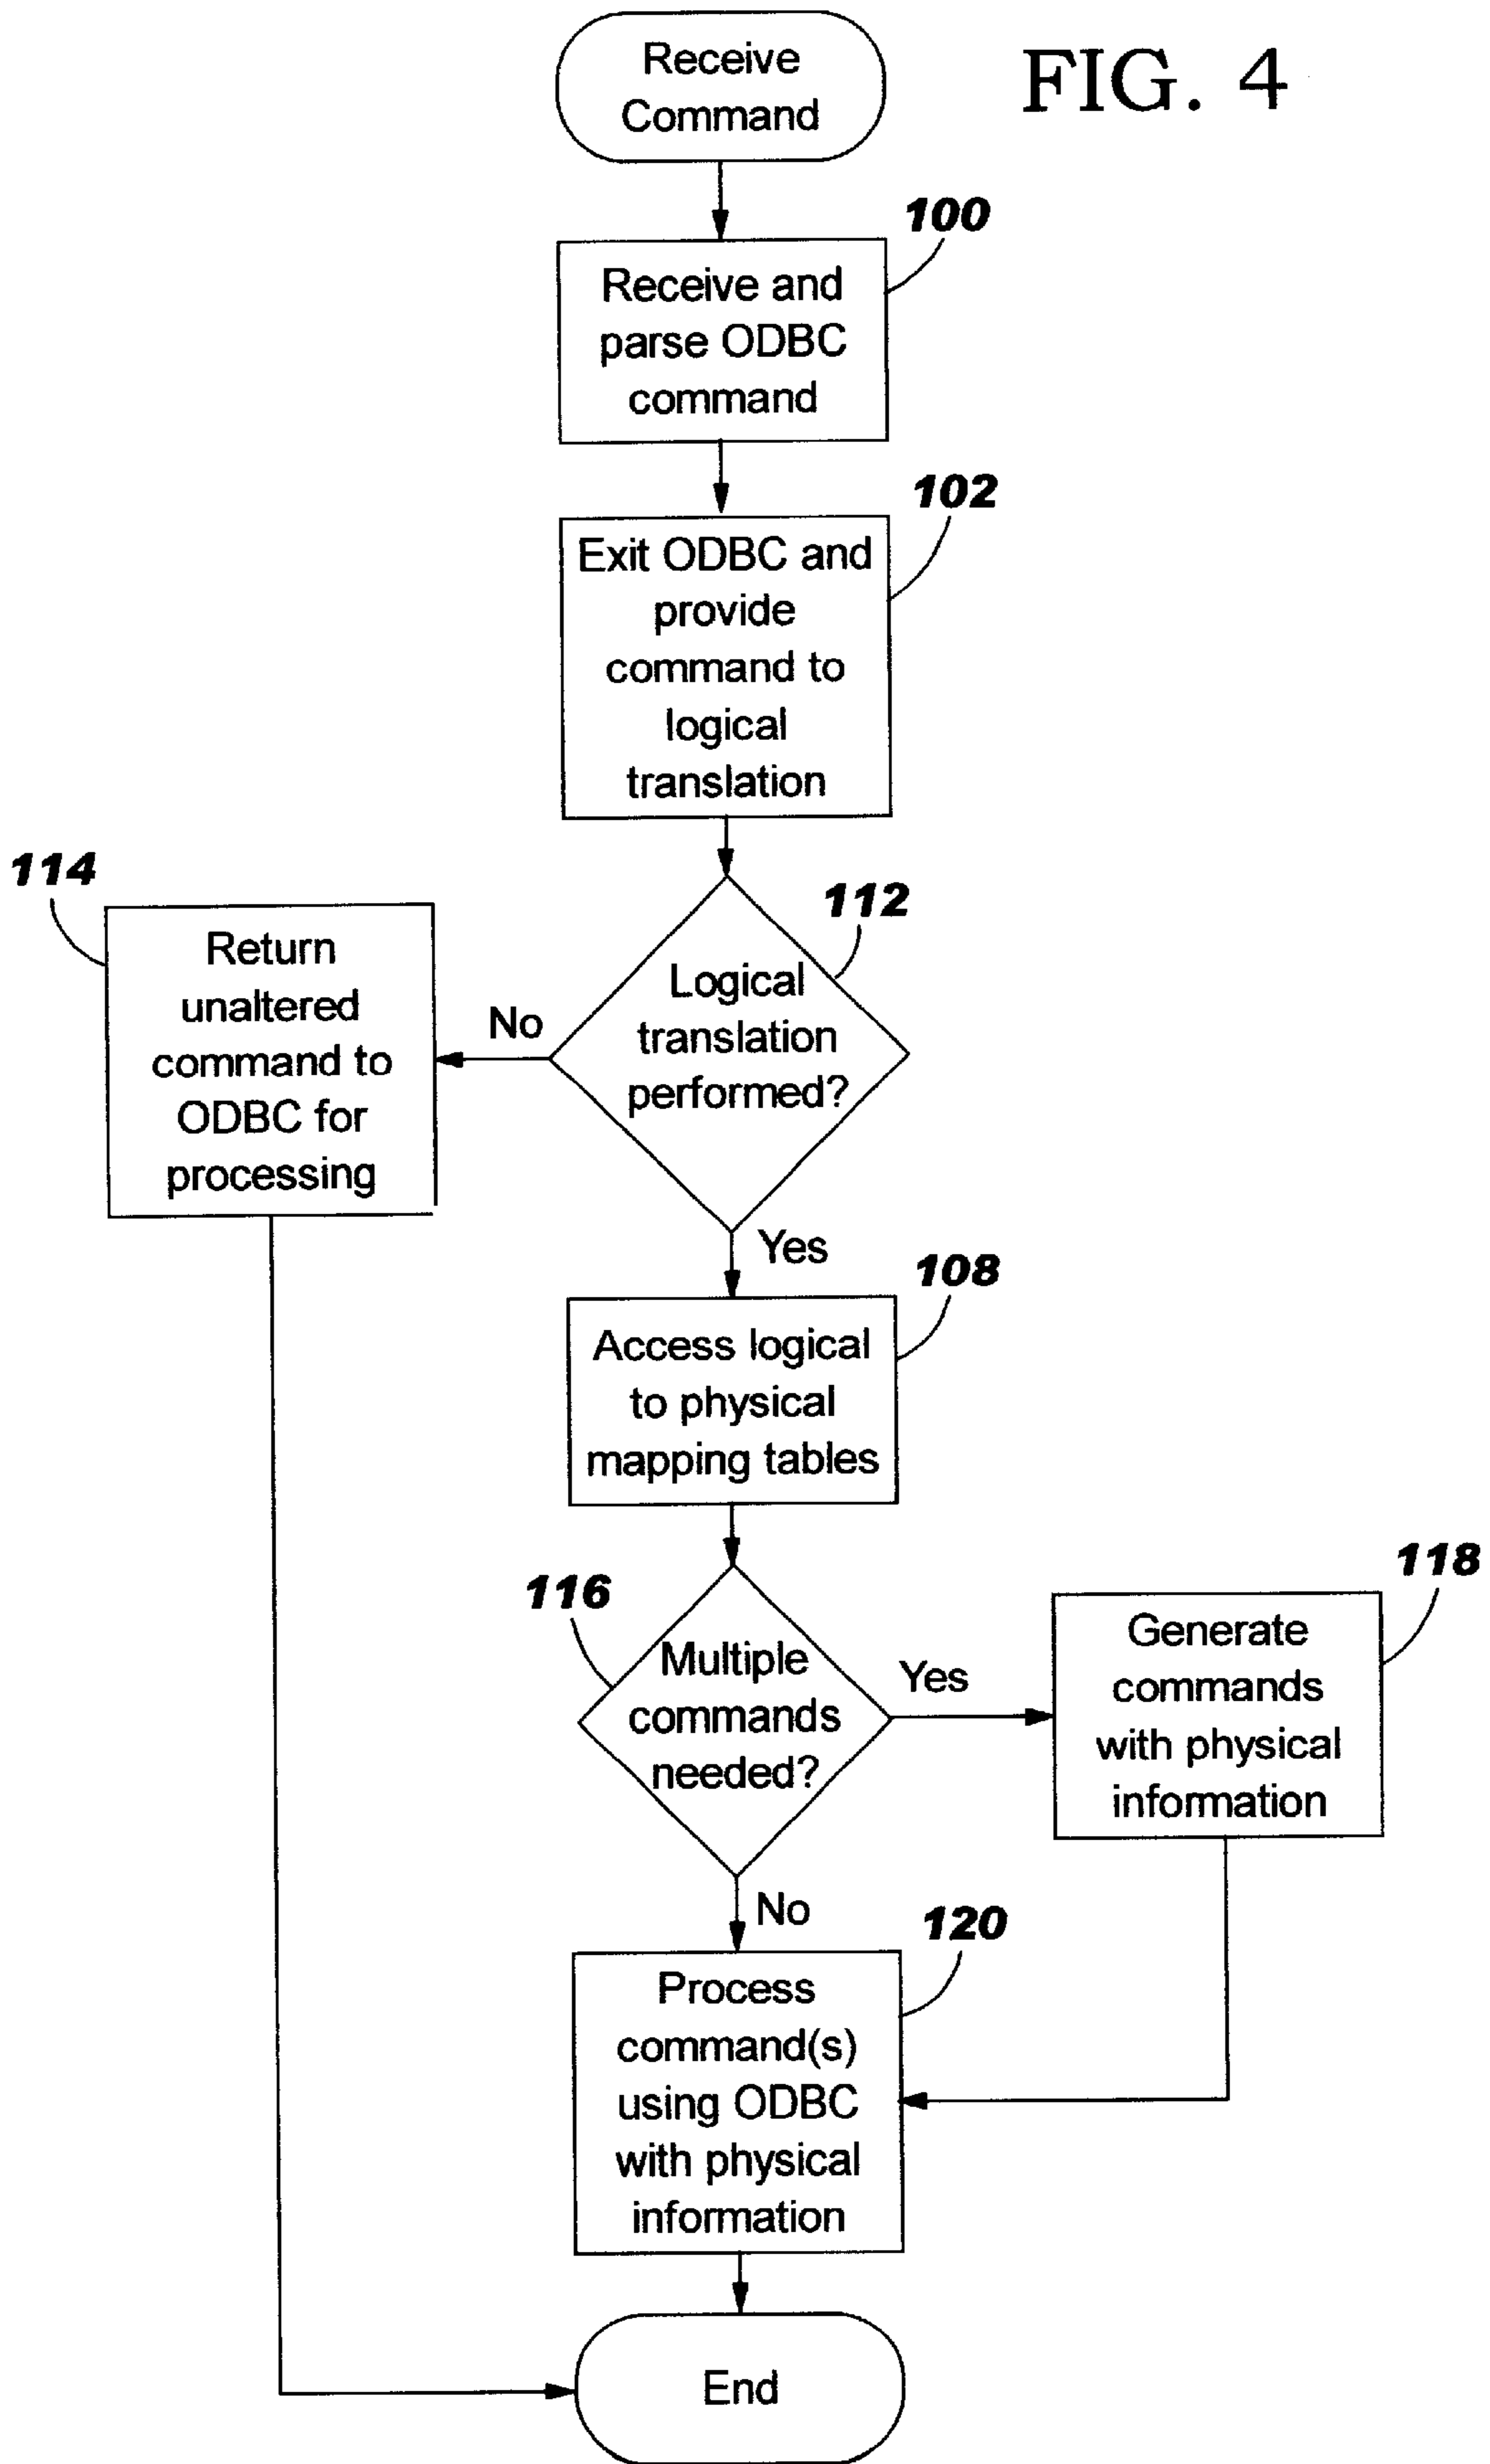 Receive
Command
FIG. 4
100
Receive and
parse ODBC
command
102
Exit ODBC and
provide
command to
logical
translation
114
Return
unaltered
command to
ODBC for
processing
No
112
Logical
translation
performed?
Yes
108
Access logical
to physical
mapping tables
116
Multiple
commands
needed?
Yes
118
Generate
commands
with physical
information
No
120
Process
command(s)
using ODBC
with physical
information
End